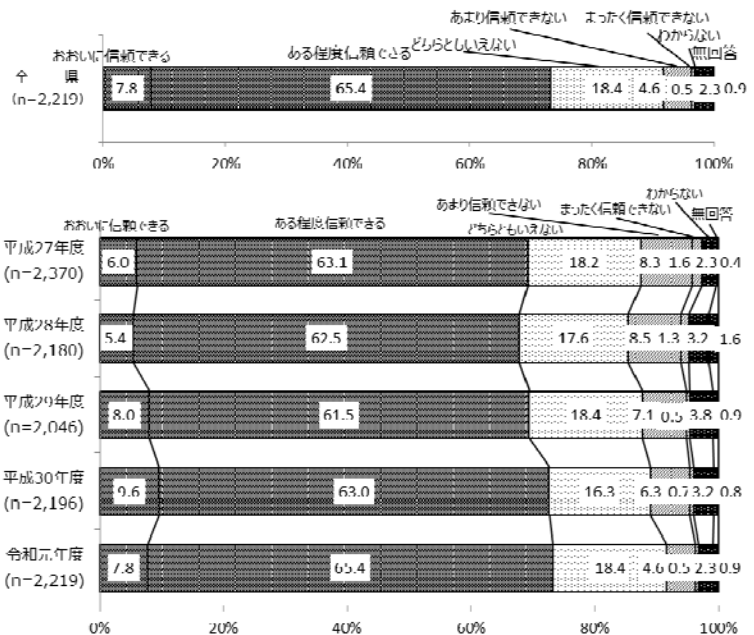 あまり信頼できない まったく信頼できない
わからない
おおいに信頼できる ある程度信頼できる どちらともいえない 無回答
全 県
(n=2,219)
7.8 65.4 18.4 4.6 0.5 2.3 0.9
0% 20% 40% 60% 80% 100%
わからない
あまり信頼できない まったく信頼できない 無回答
おおいに信頼できる ある程度信頼できる どちらともいえない
平成27年度
(n=2,370)
6.0 63.1 18.2 8.3 1.6 2.3 0.4
平成28年度
(n=2,180)
5.4 62.5 17.6 8.5 1.3 3.2 1.6
平成29年度
(n=2,046)
8.0 61.5 18.4 7.1 0.5 3.8 0.9
平成30年度
(n=2,196)
9.6 63.0 16.3 6.3 0.7 3.2 0.8
令和元年度
(n=2,219)
7.8 65.4 18.4 4.6 0.5 2.3 0.9
0% 20% 40% 60% 80% 100%